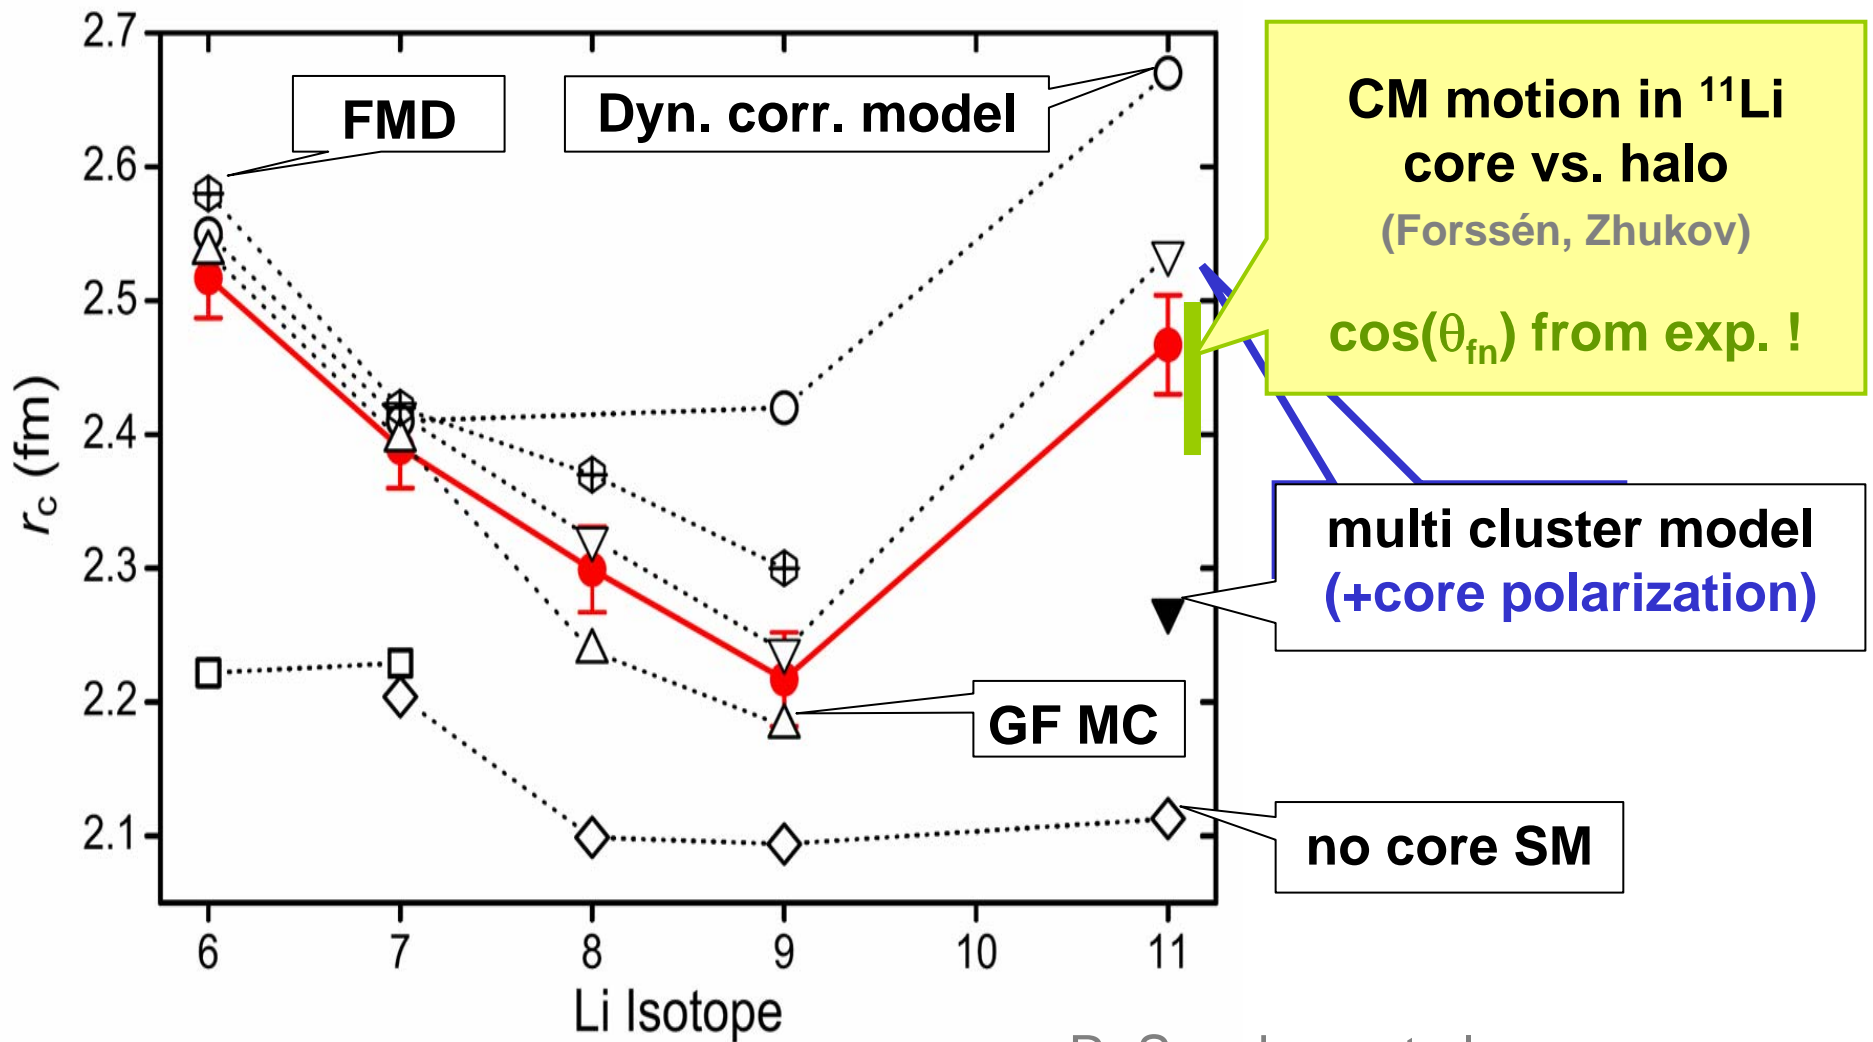 2.7
2.6
2.5
2.4
2.3
2.2
2.1
r_c (fm)
6 7 8 9 10 11
Li Isotope
FMD
Dyn. corr. model
GF MC
no core SM
multi cluster model
(+core polarization)
CM motion in ¹¹Li
core vs. halo
(Forssén, Zhukov)
cos(θ_fn) from exp. !